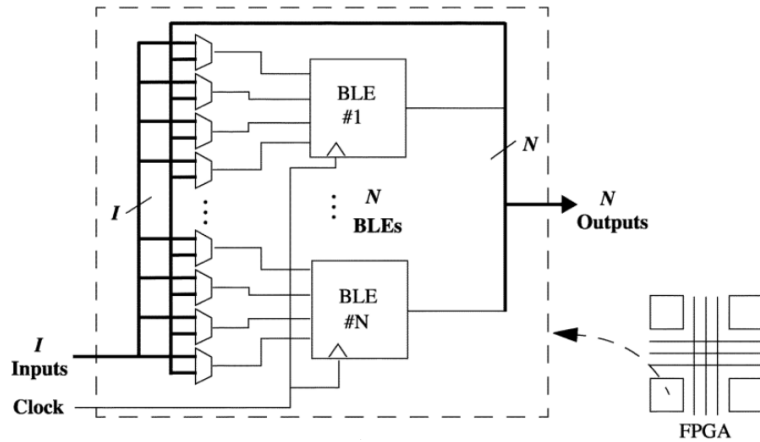 BLE
#1
N
I
N
BLEs
N
Outputs
BLE
#N
I
Inputs
Clock
FPGA